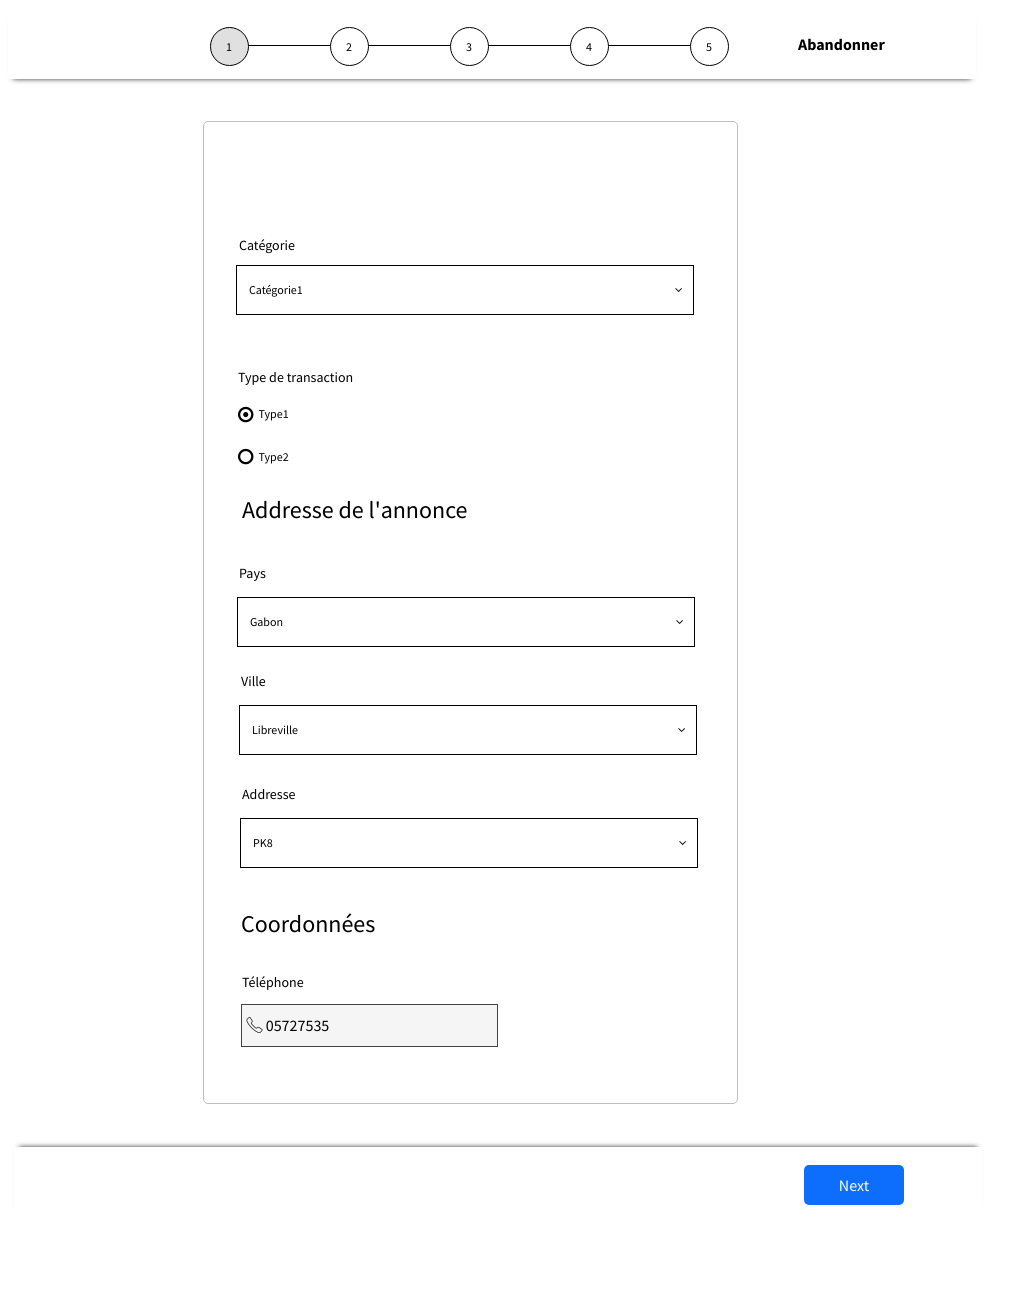 1 2 3 4 5 Abandonner
Catégorie
Catégorie1
Type de transaction
Type1
Type2
Addresse de l'annonce
Pays
Gabon
Ville
Libreville
Addresse
PK8
Coordonnées
Téléphone
05727535
Next